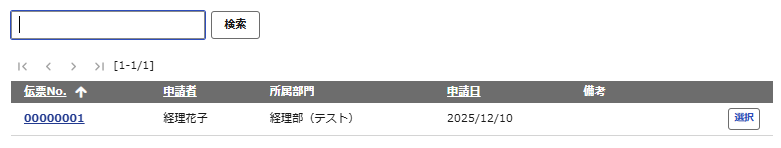 検索
[1-1/1]
伝票No. 申請者 所属部門 申請日 備考
00000001 経理花子 経理部（テスト） 2025/12/10 選択